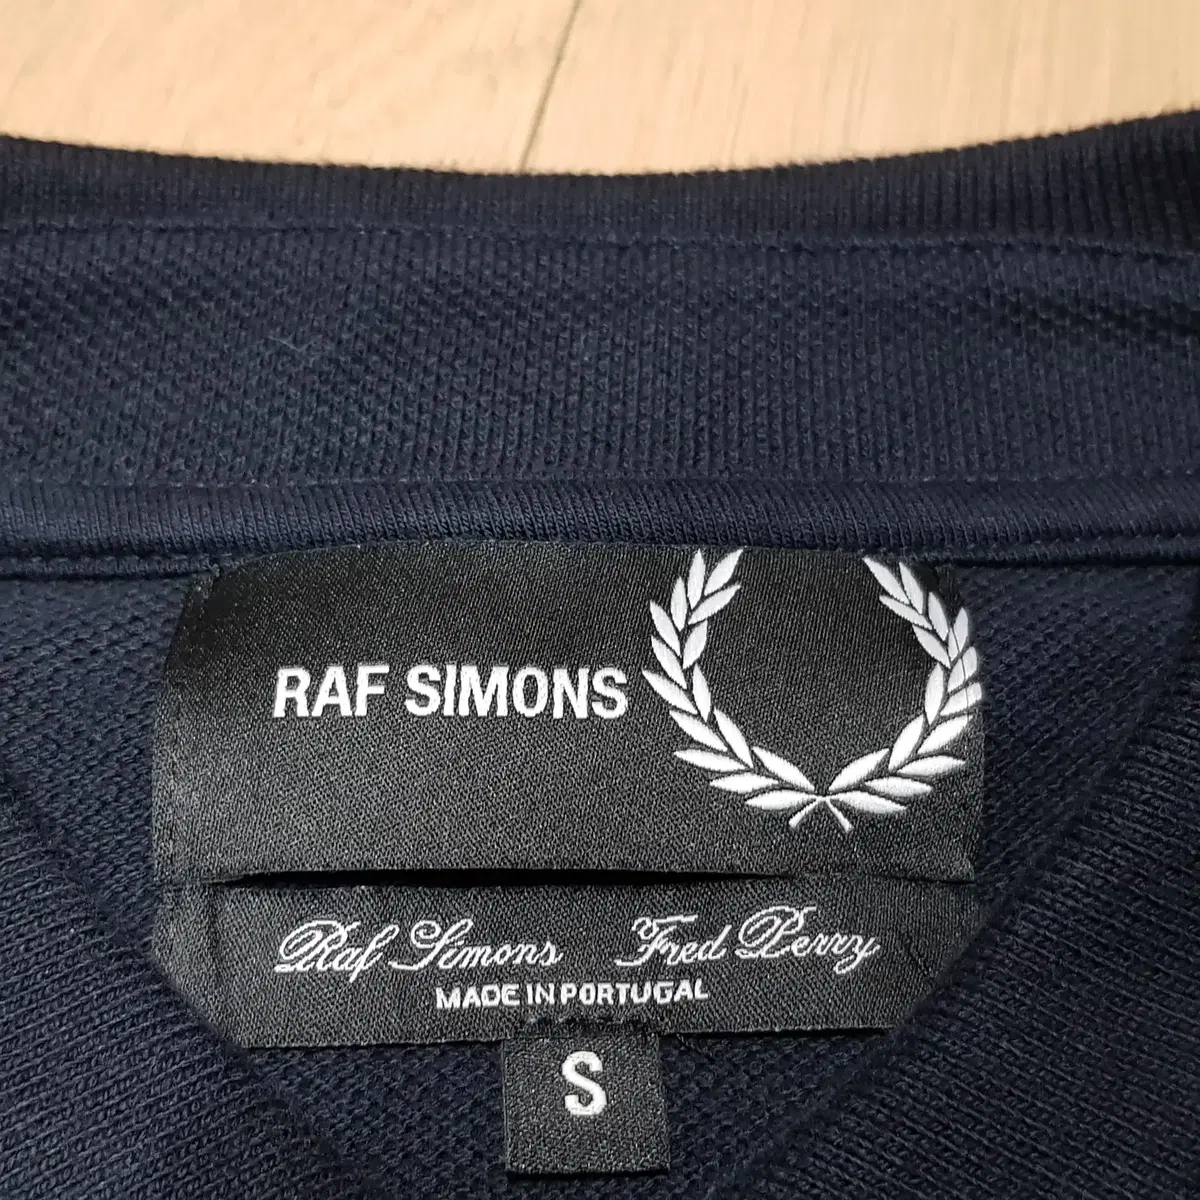 RAF SIMONS
Raf Simons Fred Perry
MADE IN PORTUGAL
S